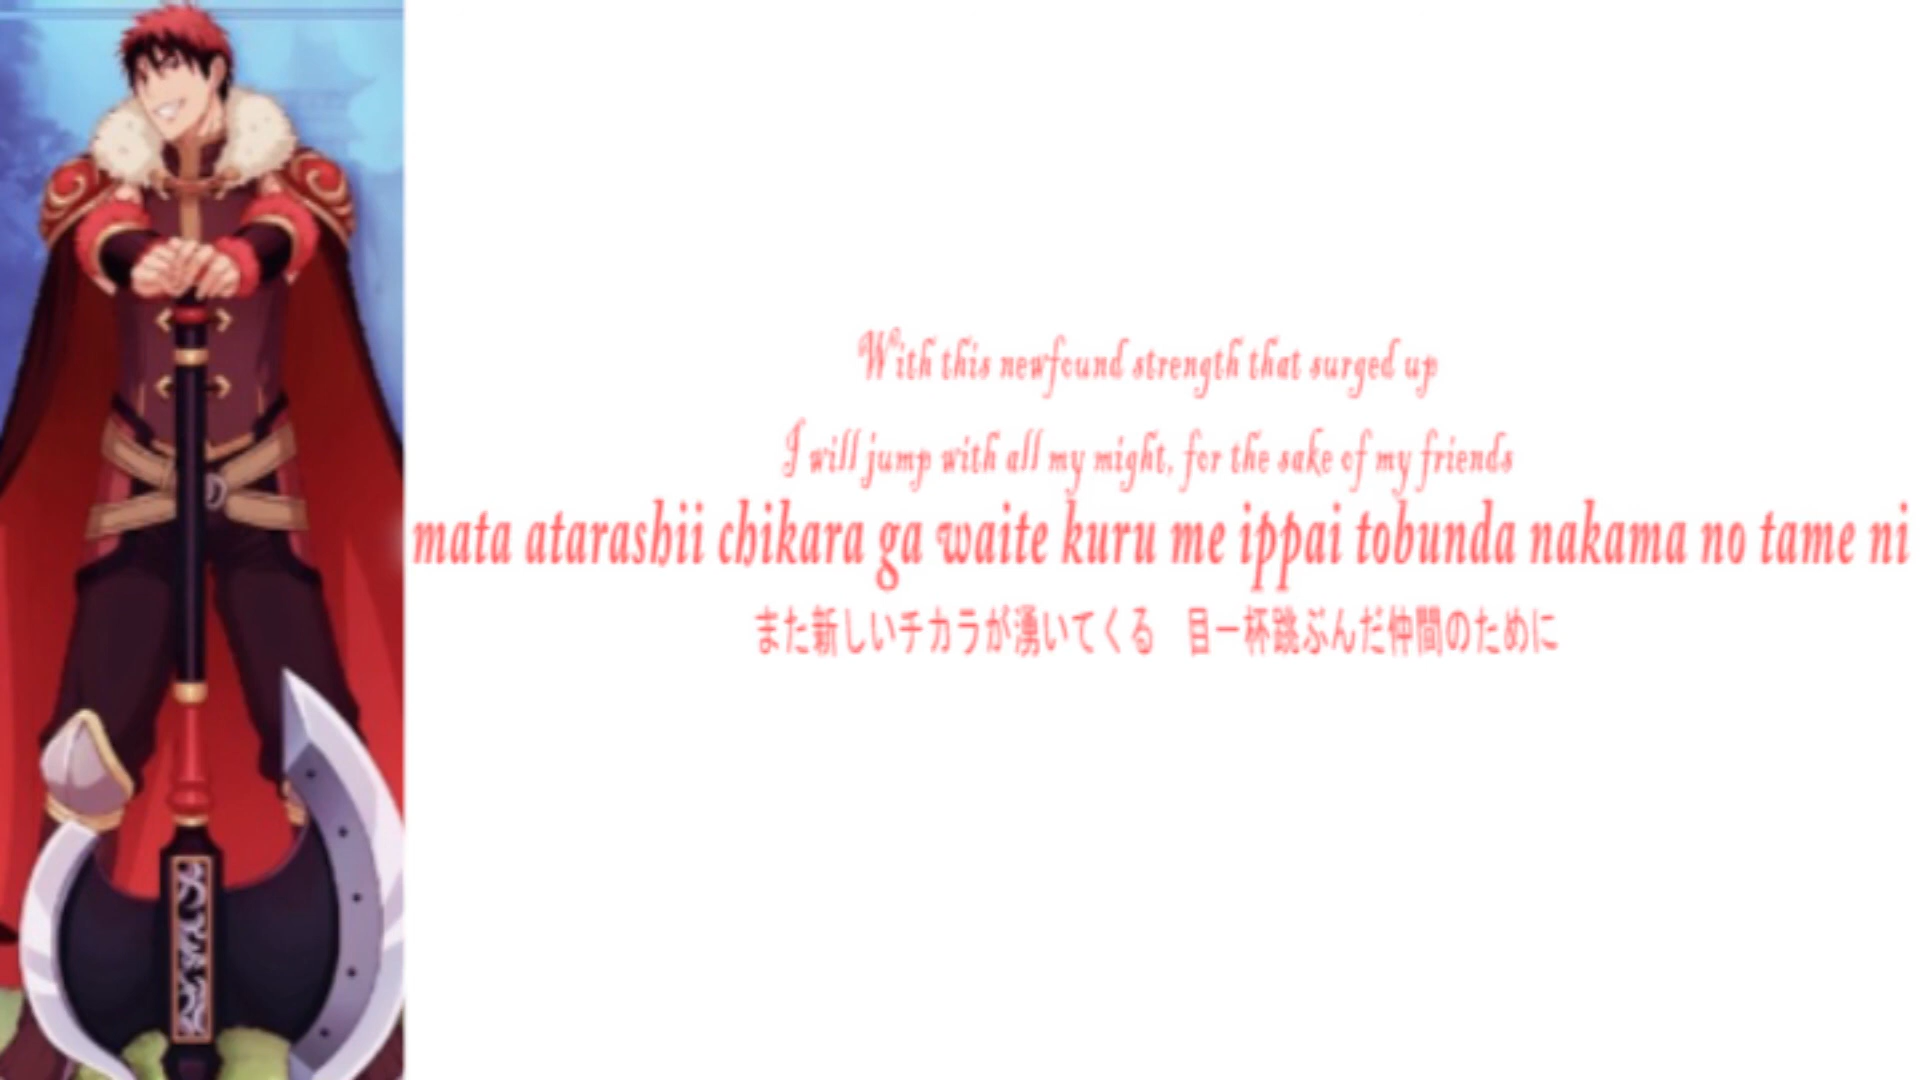 With this newfound strength that surged up
I will jump with all my might, for the sake of my friends
mata atarashii chikara ga waite kuru me ippai tobunda nakama no tame ni
また新しいチカラが湧いてくる　目一杯跳ぶんだ仲間のために